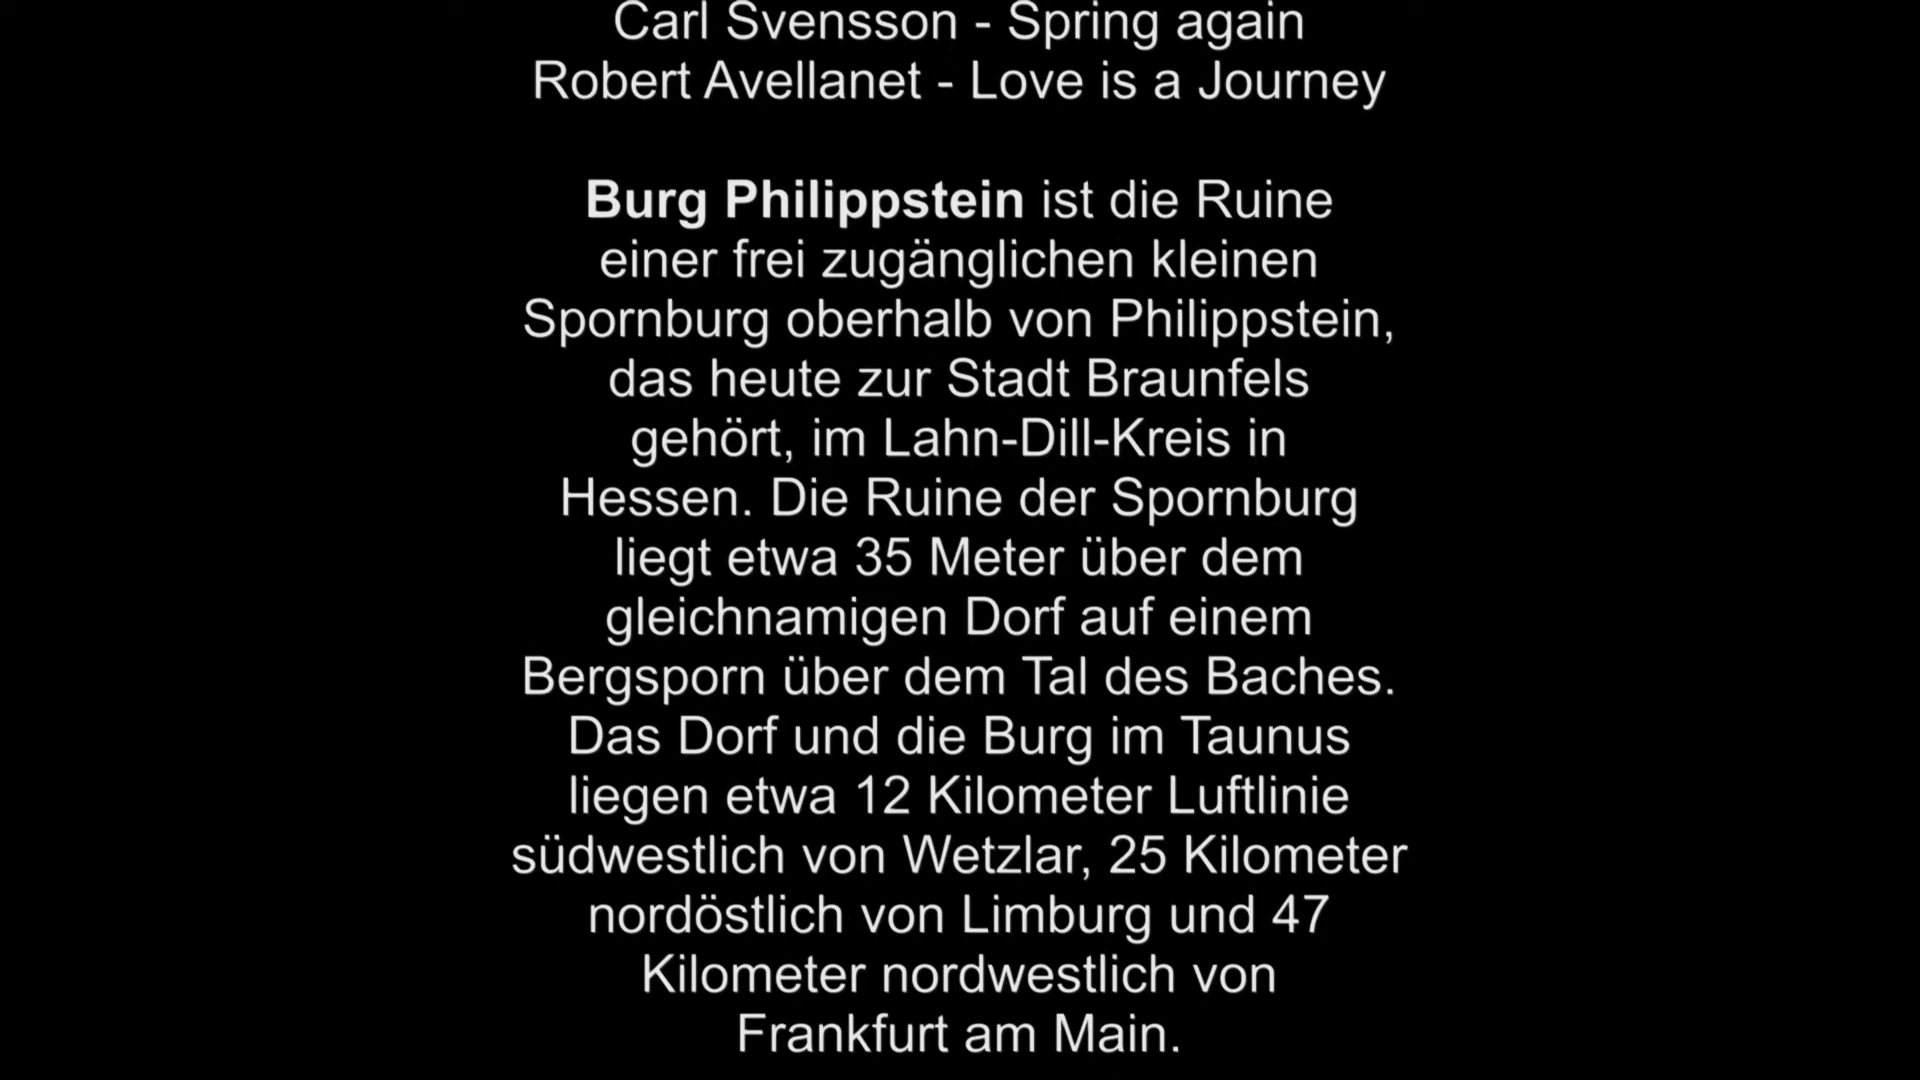 Carl Svensson - Spring again
Robert Avellanet - Love is a Journey
Burg Philippstein ist die Ruine
einer frei zugänglichen kleinen
Spornburg oberhalb von Philippstein,
das heute zur Stadt Braunfels
gehört, im Lahn-Dill-Kreis in
Hessen. Die Ruine der Spornburg
liegt etwa 35 Meter über dem
gleichnamigen Dorf auf einem
Bergsporn über dem Tal des Baches.
Das Dorf und die Burg im Taunus
liegen etwa 12 Kilometer Luftlinie
südwestlich von Wetzlar, 25 Kilometer
nordöstlich von Limburg und 47
Kilometer nordwestlich von
Frankfurt am Main.